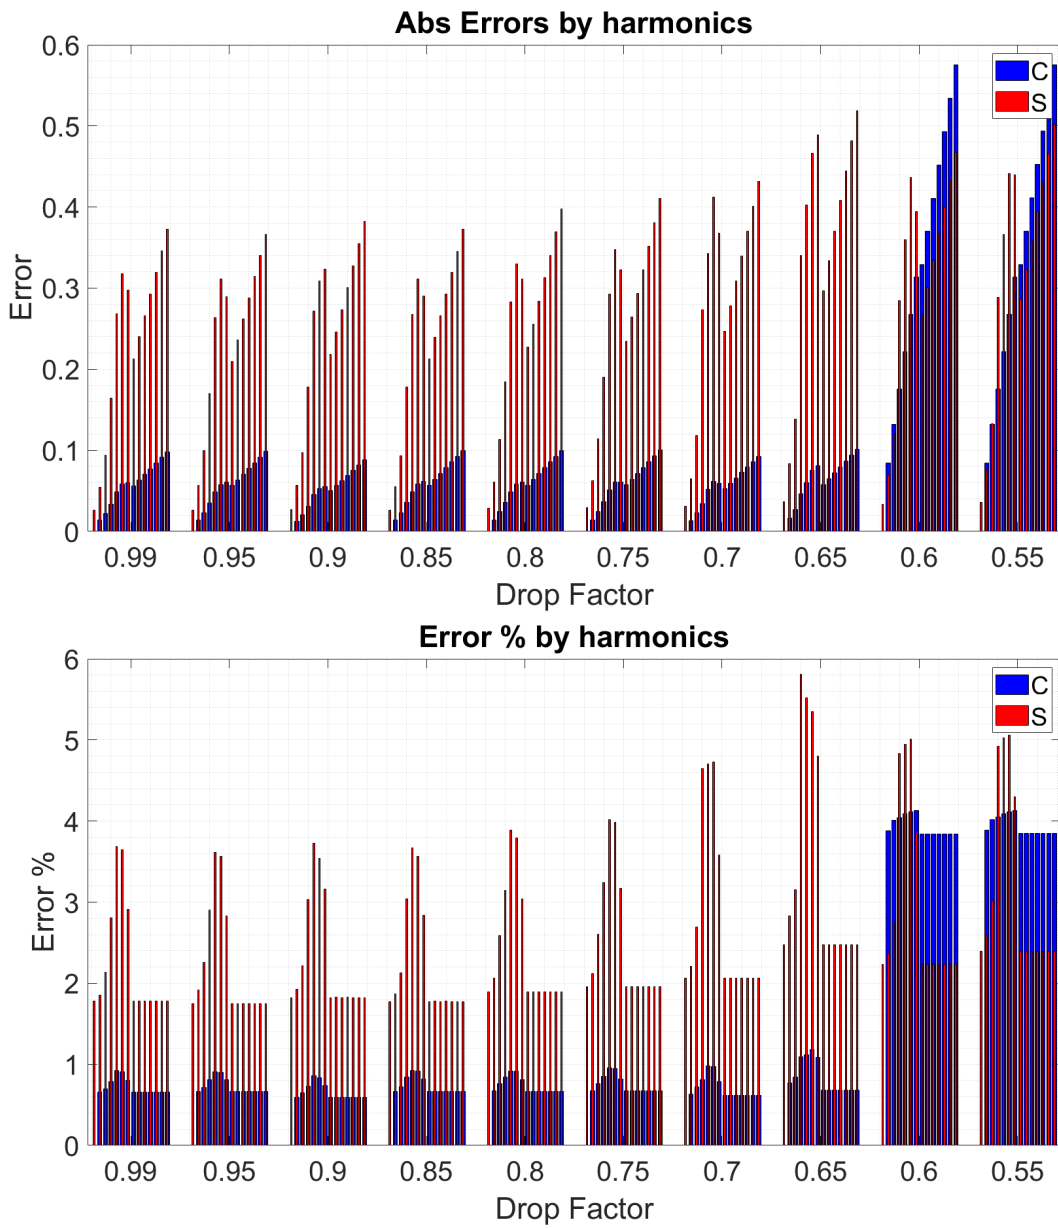 Abs Errors by harmonics
0.6
0.5
0.4
0.3
0.2
0.1
0
Error
C
S
0.99 0.95 0.9 0.85 0.8 0.75 0.7 0.65 0.6 0.55
Drop Factor
Error % by harmonics
6
5
4
3
2
1
0
Error %
C
S
0.99 0.95 0.9 0.85 0.8 0.75 0.7 0.65 0.6 0.55
Drop Factor